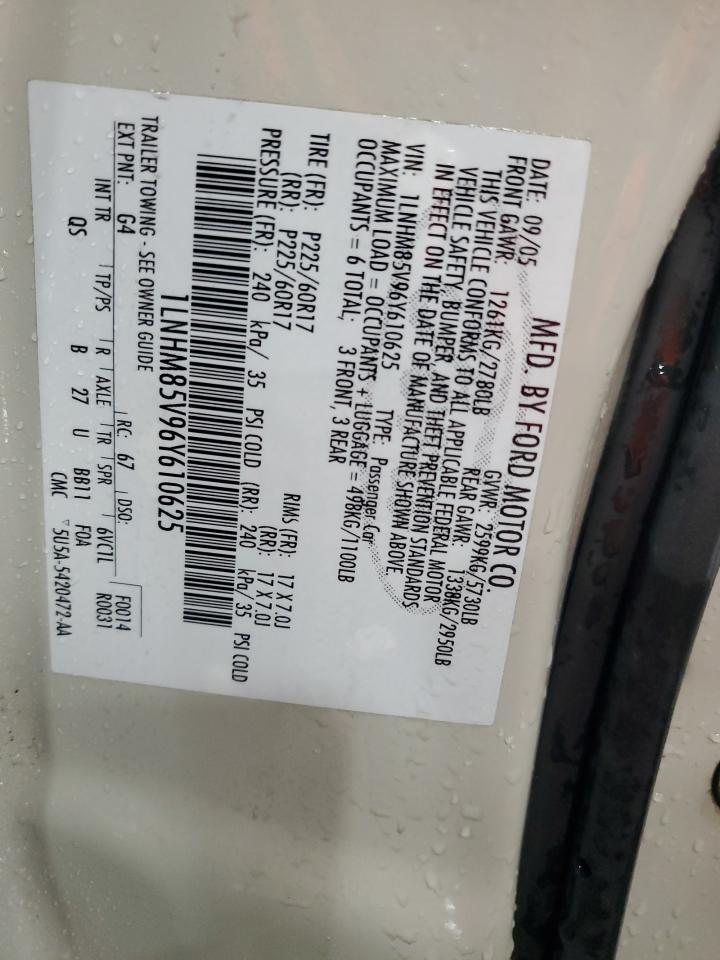 MFD. BY FORD MOTOR CO.
DATE: 09/05 GVWR: 2599KG/5730LB
FRONT GAWR: 1261KG/2780LB REAR GAWR: 1338KG/2950LB
THIS VEHICLE CONFORMS TO ALL APPLICABLE FEDERAL MOTOR
VEHICLE SAFETY, BUMPER, AND THEFT PREVENTION STANDARDS
IN EFFECT ON THE DATE OF MANUFACTURE SHOWN ABOVE
VIN: 1LNHM85V96Y610625 TYPE: Passenger Car
MAXIMUM LOAD = OCCUPANTS + LUGGAGE = 498KG/1100LB
OCCUPANTS = 6 TOTAL; 3 FRONT, 3 REAR
TIRE (FR): P225/60R17 RIMS (FR): 17 X 7.0J
(RR): P225/60R17 (RR): 17 X 7.0J
PRESSURE (FR): 240 kPa/ 35 PSI COLD (RR): 240 kPa/ 35 PSI COLD
1LNHM85V96Y610625
TRAILER TOWING - SEE OWNER GUIDE
EXT PNT: G4 RC: 67 DSO: F0014
INT TR TP/PS R AXLE TR SPR 6VC1L R0031
QS B 27 U BB11 F0A
CMC 5U5A-5420472-AA